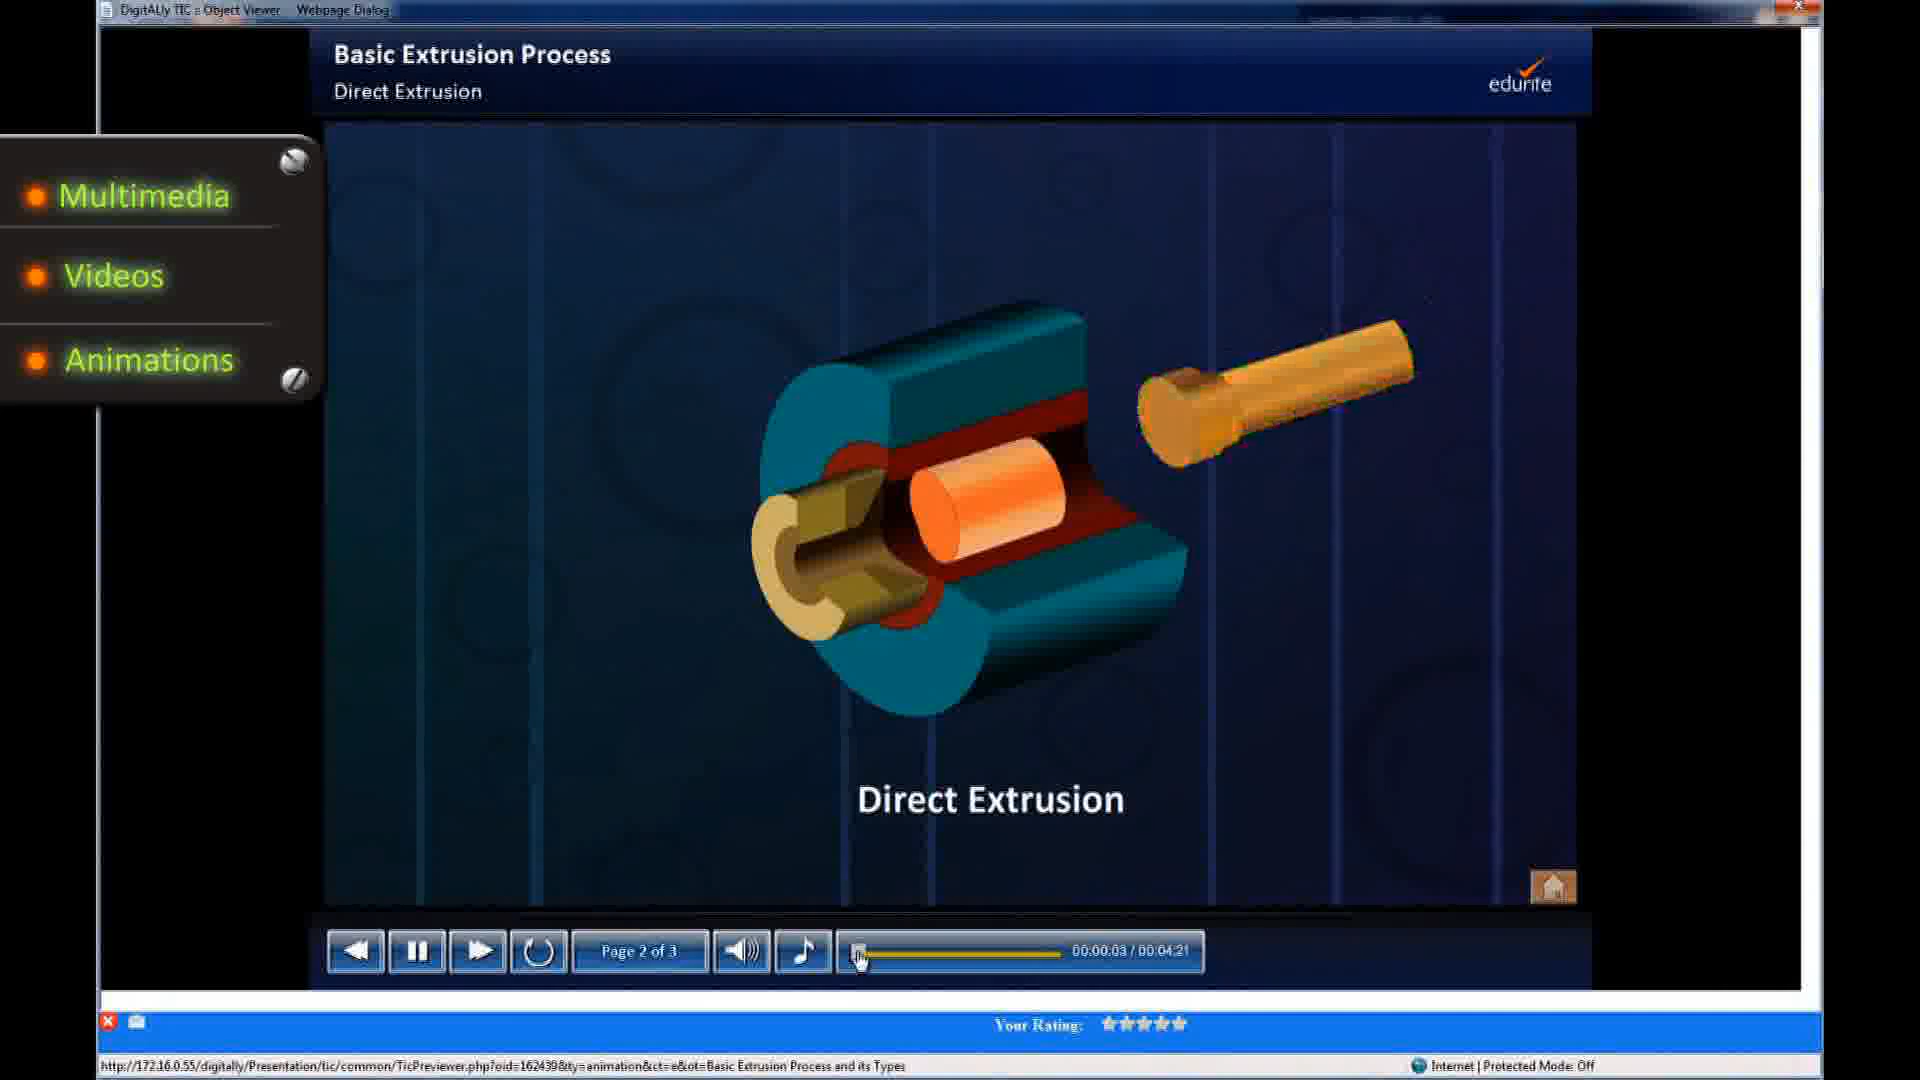 DigitALly TIC :: Object Viewer -- Webpage Dialog
Basic Extrusion Process
Direct Extrusion
edurite
Multimedia
Videos
Animations
Direct Extrusion
Page 2 of 3
00:00:03 / 00:04:21
Your Rating:
http://172.16.0.55/digitally/Presentation/tic/common/TicPreviewer.php?oid=162439&ty=animation&ct=e&ot=Basic Extrusion Process and its Types
Internet | Protected Mode: Off